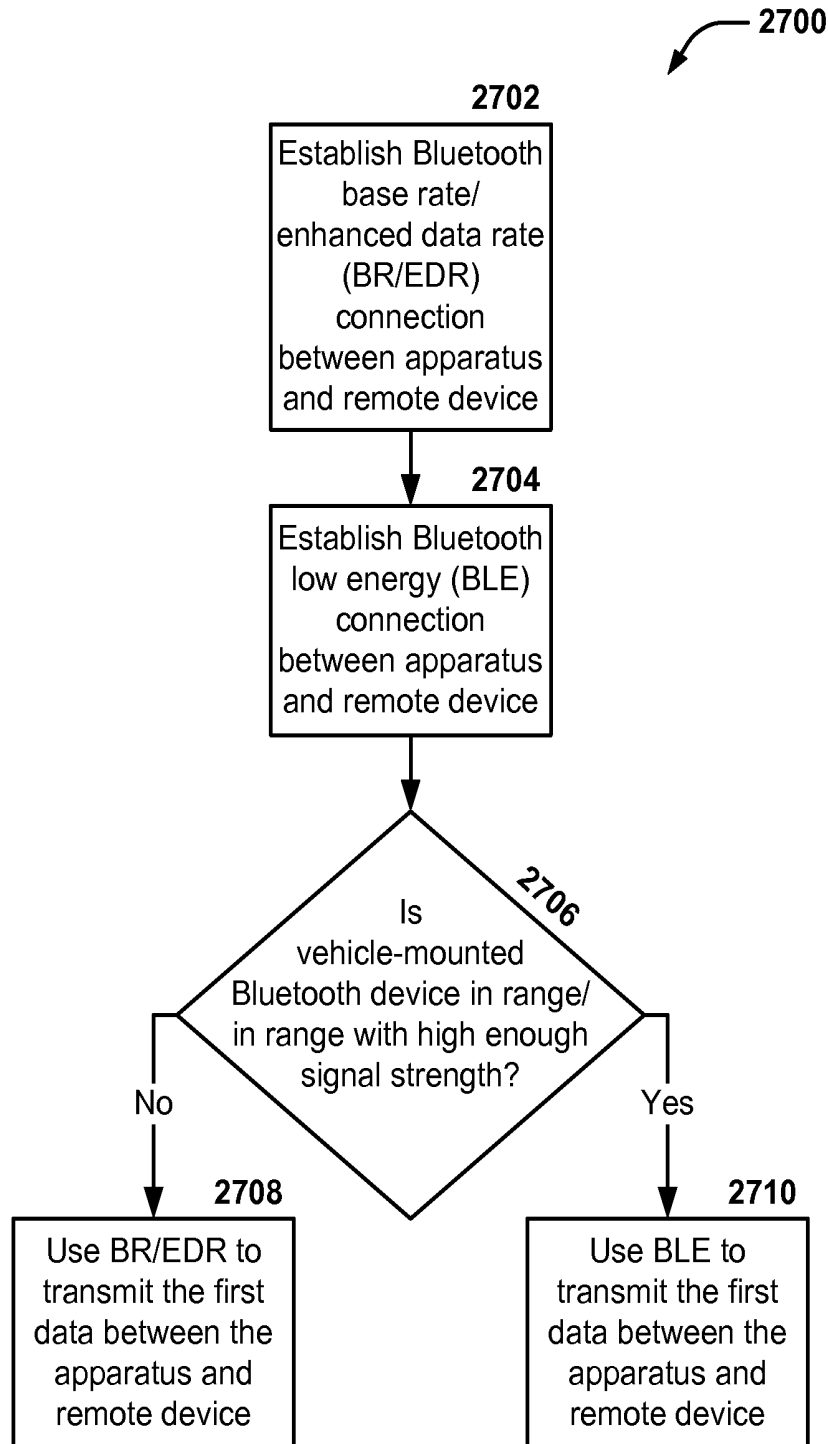 2700
2702
Establish Bluetooth
base rate/
enhanced data rate
(BR/EDR)
connection
between apparatus
and remote device
2704
Establish Bluetooth
low energy (BLE)
connection
between apparatus
and remote device
2706
Is
vehicle-mounted
Bluetooth device in range/
in range with high enough
signal strength?
No
Yes
2708
Use BR/EDR to
transmit the first
data between the
apparatus and
remote device
2710
Use BLE to
transmit the first
data between the
apparatus and
remote device